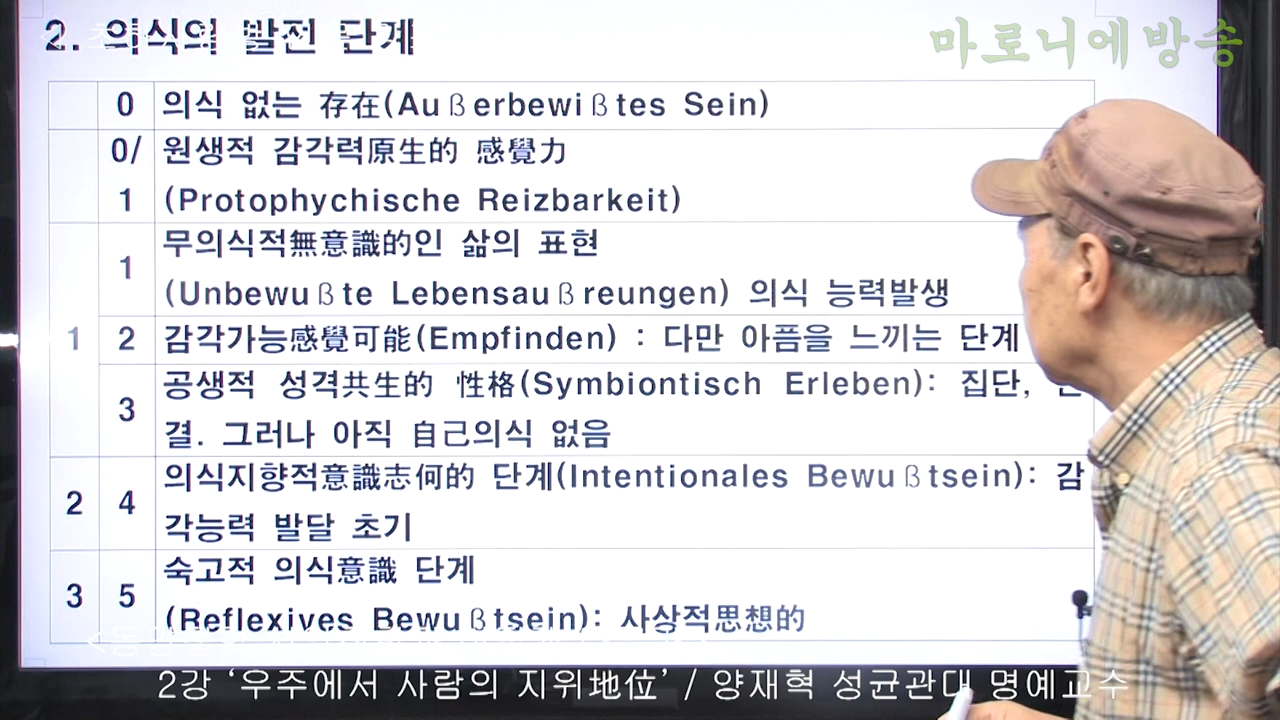 2. 의식의 발전 단계
마로니에방송
0 의식 없는 存在(Außerbewißtes Sein)
0/ 원생적 감각력原生的 感覺力
1 (Protophychische Reizbarkeit)
무의식적無意識的인 삶의 표현
1
(Unbewußte Lebensaußreungen) 의식 능력발생
1 2 감각가능感覺可能(Empfinden) : 다만 아픔을 느끼는 단계
공생적 성격共生的 性格(Symbiontisch Erleben): 집단,
3
결. 그러나 아직 自己의식 없음
의식지향적意識志何的 단계(Intentionales Bewußtsein): 감
2 4
각능력 발달 초기
숙고적 의식意識 단계
3 5
(Reflexives Bewußtsein): 사상적思想的
2강 ‘우주에서 사람의 지위地位’ / 양재혁 성균관대 명예교수